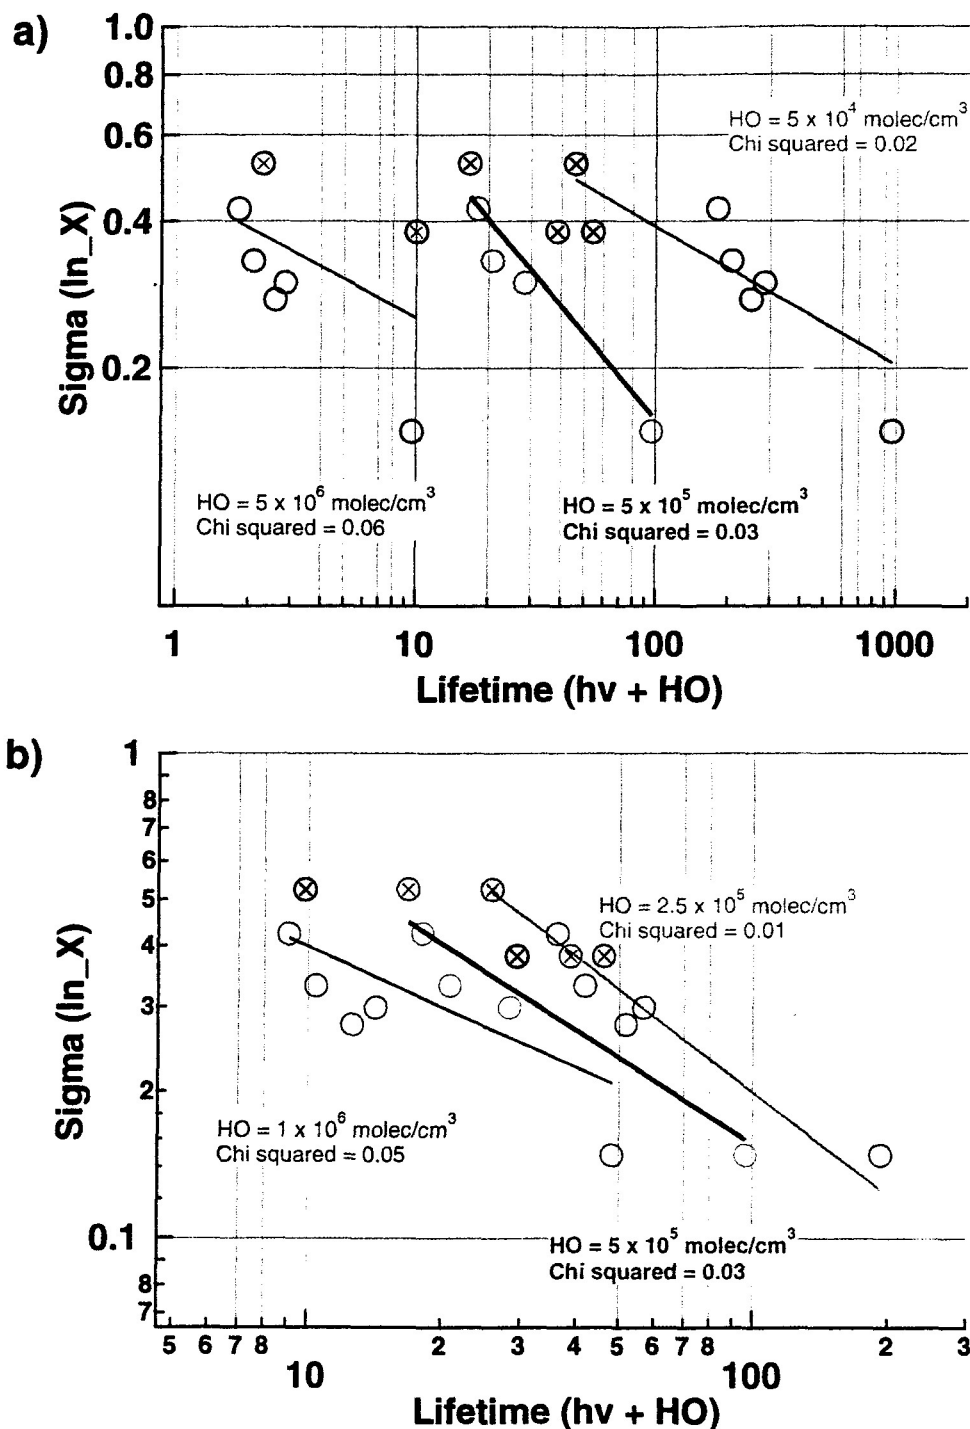 a)
1.0
0.8
0.6
0.4
0.2
Sigma (ln_X)
HO = 5 x 10^4 molec/cm^3
Chi squared = 0.02
HO = 5 x 10^6 molec/cm^3
Chi squared = 0.06
HO = 5 x 10^5 molec/cm^3
Chi squared = 0.03
1 10 100 1000
Lifetime (hv + HO)
b)
1
8
7
6
5
4
3
2
0.1
8
7
Sigma (ln_X)
HO = 2.5 x 10^5 molec/cm^3
Chi squared = 0.01
HO = 1 x 10^6 molec/cm^3
Chi squared = 0.05
HO = 5 x 10^5 molec/cm^3
Chi squared = 0.03
5 6 7 8 2 3 4 5 6 7 8 2 3
10 100
Lifetime (hv + HO)